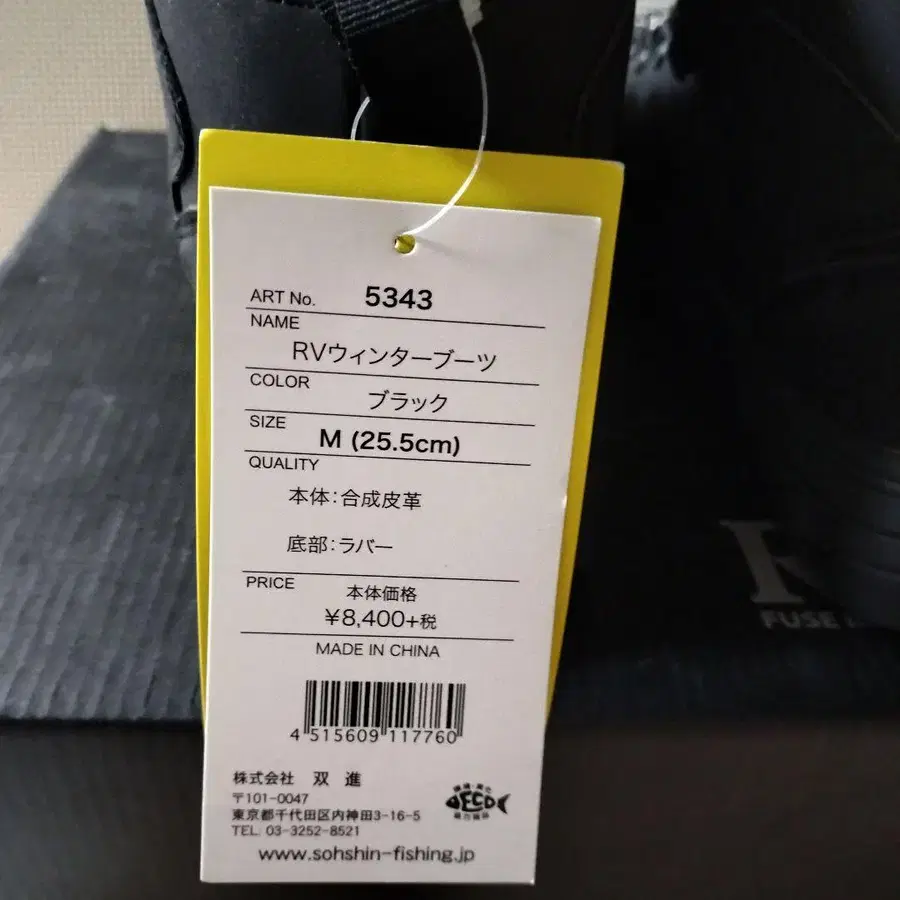 ART No. 5343
NAME
RVウィンターブーツ
COLOR
ブラック
SIZE
M (25.5cm)
QUALITY
本体:合成皮革
底部:ラバー
PRICE
本体価格
¥8,400+税
MADE IN CHINA
4 515609 117760
株式会社 双進
〒101-0047
東京都千代田区内神田3-16-5
TEL: 03-3252-8521
ECO
www.sohshin-fishing.jp
FUSE